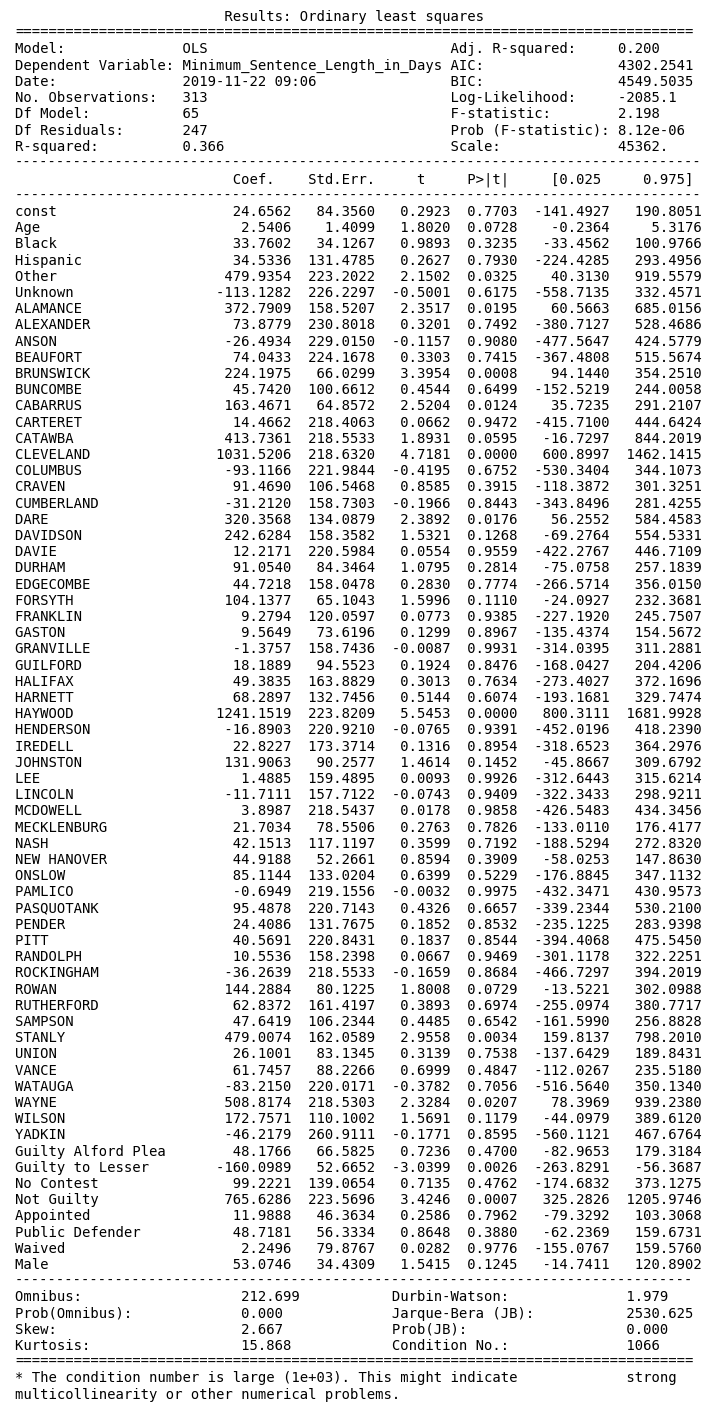 Results: Ordinary least squares
================================================================================
Model: OLS Adj. R-squared: 0.200
Dependent Variable: Minimum_Sentence_Length_in_Days AIC: 4302.2541
Date: 2019-11-22 09:06 BIC: 4549.5035
No. Observations: 313 Log-Likelihood: -2085.1
Df Model: 65 F-statistic: 2.198
Df Residuals: 247 Prob (F-statistic): 8.12e-06
R-squared: 0.366 Scale: 45362.
--------------------------------------------------------------------------------
Coef. Std.Err. t P>|t| [0.025 0.975]
--------------------------------------------------------------------------------
const 24.6562 84.3560 0.2923 0.7703 -141.4927 190.8051
Age 2.5406 1.4099 1.8020 0.0728 -0.2364 5.3176
Black 33.7602 34.1267 0.9893 0.3235 -33.4562 100.9766
Hispanic 34.5336 131.4785 0.2627 0.7930 -224.4285 293.4956
Other 479.9354 223.2022 2.1502 0.0325 40.3130 919.5579
Unknown -113.1282 226.2297 -0.5001 0.6175 -558.7135 332.4571
ALAMANCE 372.7909 158.5207 2.3517 0.0195 60.5663 685.0156
ALEXANDER 73.8779 230.8018 0.3201 0.7492 -380.7127 528.4686
ANSON -26.4934 229.0150 -0.1157 0.9080 -477.5647 424.5779
BEAUFORT 74.0433 224.1678 0.3303 0.7415 -367.4808 515.5674
BRUNSWICK 224.1975 66.0299 3.3954 0.0008 94.1440 354.2510
BUNCOMBE 45.7420 100.6612 0.4544 0.6499 -152.5219 244.0058
CABARRUS 163.4671 64.8572 2.5204 0.0124 35.7235 291.2107
CARTERET 14.4662 218.4063 0.0662 0.9472 -415.7100 444.6424
CATAWBA 413.7361 218.5533 1.8931 0.0595 -16.7297 844.2019
CLEVELAND 1031.5206 218.6320 4.7181 0.0000 600.8997 1462.1415
COLUMBUS -93.1166 221.9844 -0.4195 0.6752 -530.3404 344.1073
CRAVEN 91.4690 106.5468 0.8585 0.3915 -118.3872 301.3251
CUMBERLAND -31.2120 158.7303 -0.1966 0.8443 -343.8496 281.4255
DARE 320.3568 134.0879 2.3892 0.0176 56.2552 584.4583
DAVIDSON 242.6284 158.3582 1.5321 0.1268 -69.2764 554.5331
DAVIE 12.2171 220.5984 0.0554 0.9559 -422.2767 446.7109
DURHAM 91.0540 84.3464 1.0795 0.2814 -75.0758 257.1839
EDGECOMBE 44.7218 158.0478 0.2830 0.7774 -266.5714 356.0150
FORSYTH 104.1377 65.1043 1.5996 0.1110 -24.0927 232.3681
FRANKLIN 9.2794 120.0597 0.0773 0.9385 -227.1920 245.7507
GASTON 9.5649 73.6196 0.1299 0.8967 -135.4374 154.5672
GRANVILLE -1.3757 158.7436 -0.0087 0.9931 -314.0395 311.2881
GUILFORD 18.1889 94.5523 0.1924 0.8476 -168.0427 204.4206
HALIFAX 49.3835 163.8829 0.3013 0.7634 -273.4027 372.1696
HARNETT 68.2897 132.7456 0.5144 0.6074 -193.1681 329.7474
HAYWOOD 1241.1519 223.8209 5.5453 0.0000 800.3111 1681.9928
HENDERSON -16.8903 220.9210 -0.0765 0.9391 -452.0196 418.2390
IREDELL 22.8227 173.3714 0.1316 0.8954 -318.6523 364.2976
JOHNSTON 131.9063 90.2577 1.4614 0.1452 -45.8667 309.6792
LEE 1.4885 159.4895 0.0093 0.9926 -312.6443 315.6214
LINCOLN -11.7111 157.7122 -0.0743 0.9409 -322.3433 298.9211
MCDOWELL 3.8987 218.5437 0.0178 0.9858 -426.5483 434.3456
MECKLENBURG 21.7034 78.5506 0.2763 0.7826 -133.0110 176.4177
NASH 42.1513 117.1197 0.3599 0.7192 -188.5294 272.8320
NEW HANOVER 44.9188 52.2661 0.8594 0.3909 -58.0253 147.8630
ONSLOW 85.1144 133.0204 0.6399 0.5229 -176.8845 347.1132
PAMLICO -0.6949 219.1556 -0.0032 0.9975 -432.3471 430.9573
PASQUOTANK 95.4878 220.7143 0.4326 0.6657 -339.2344 530.2100
PENDER 24.4086 131.7675 0.1852 0.8532 -235.1225 283.9398
PITT 40.5691 220.8431 0.1837 0.8544 -394.4068 475.5450
RANDOLPH 10.5536 158.2398 0.0667 0.9469 -301.1178 322.2251
ROCKINGHAM -36.2639 218.5533 -0.1659 0.8684 -466.7297 394.2019
ROWAN 144.2884 80.1225 1.8008 0.0729 -13.5221 302.0988
RUTHERFORD 62.8372 161.4197 0.3893 0.6974 -255.0974 380.7717
SAMPSON 47.6419 106.2344 0.4485 0.6542 -161.5990 256.8828
STANLY 479.0074 162.0589 2.9558 0.0034 159.8137 798.2010
UNION 26.1001 83.1345 0.3139 0.7538 -137.6429 189.8431
VANCE 61.7457 88.2266 0.6999 0.4847 -112.0267 235.5180
WATAUGA -83.2150 220.0171 -0.3782 0.7056 -516.5640 350.1340
WAYNE 508.8174 218.5303 2.3284 0.0207 78.3969 939.2380
WILSON 172.7571 110.1002 1.5691 0.1179 -44.0979 389.6120
YADKIN -46.2179 260.9111 -0.1771 0.8595 -560.1121 467.6764
Guilty Alford Plea 48.1766 66.5825 0.7236 0.4700 -82.9653 179.3184
Guilty to Lesser -160.0989 52.6652 -3.0399 0.0026 -263.8291 -56.3687
No Contest 99.2221 139.0654 0.7135 0.4762 -174.6832 373.1275
Not Guilty 765.6286 223.5696 3.4246 0.0007 325.2826 1205.9746
Appointed 11.9888 46.3634 0.2586 0.7962 -79.3292 103.3068
Public Defender 48.7181 56.3334 0.8648 0.3880 -62.2369 159.6731
Waived 2.2496 79.8767 0.0282 0.9776 -155.0767 159.5760
Male 53.0746 34.4309 1.5415 0.1245 -14.7411 120.8902
--------------------------------------------------------------------------------
Omnibus: 212.699 Durbin-Watson: 1.979
Prob(Omnibus): 0.000 Jarque-Bera (JB): 2530.625
Skew: 2.667 Prob(JB): 0.000
Kurtosis: 15.868 Condition No.: 1066
================================================================================
* The condition number is large (1e+03). This might indicate strong
multicollinearity or other numerical problems.